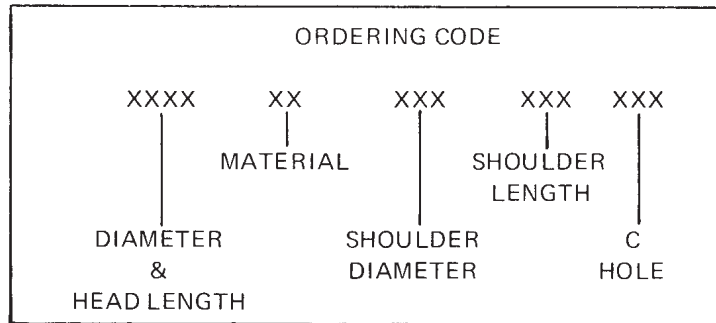 ORDERING CODE
XXXX XX XXX XXX XXX
MATERIAL SHOULDER
LENGTH
DIAMETER SHOULDER C
& DIAMETER HOLE
HEAD LENGTH